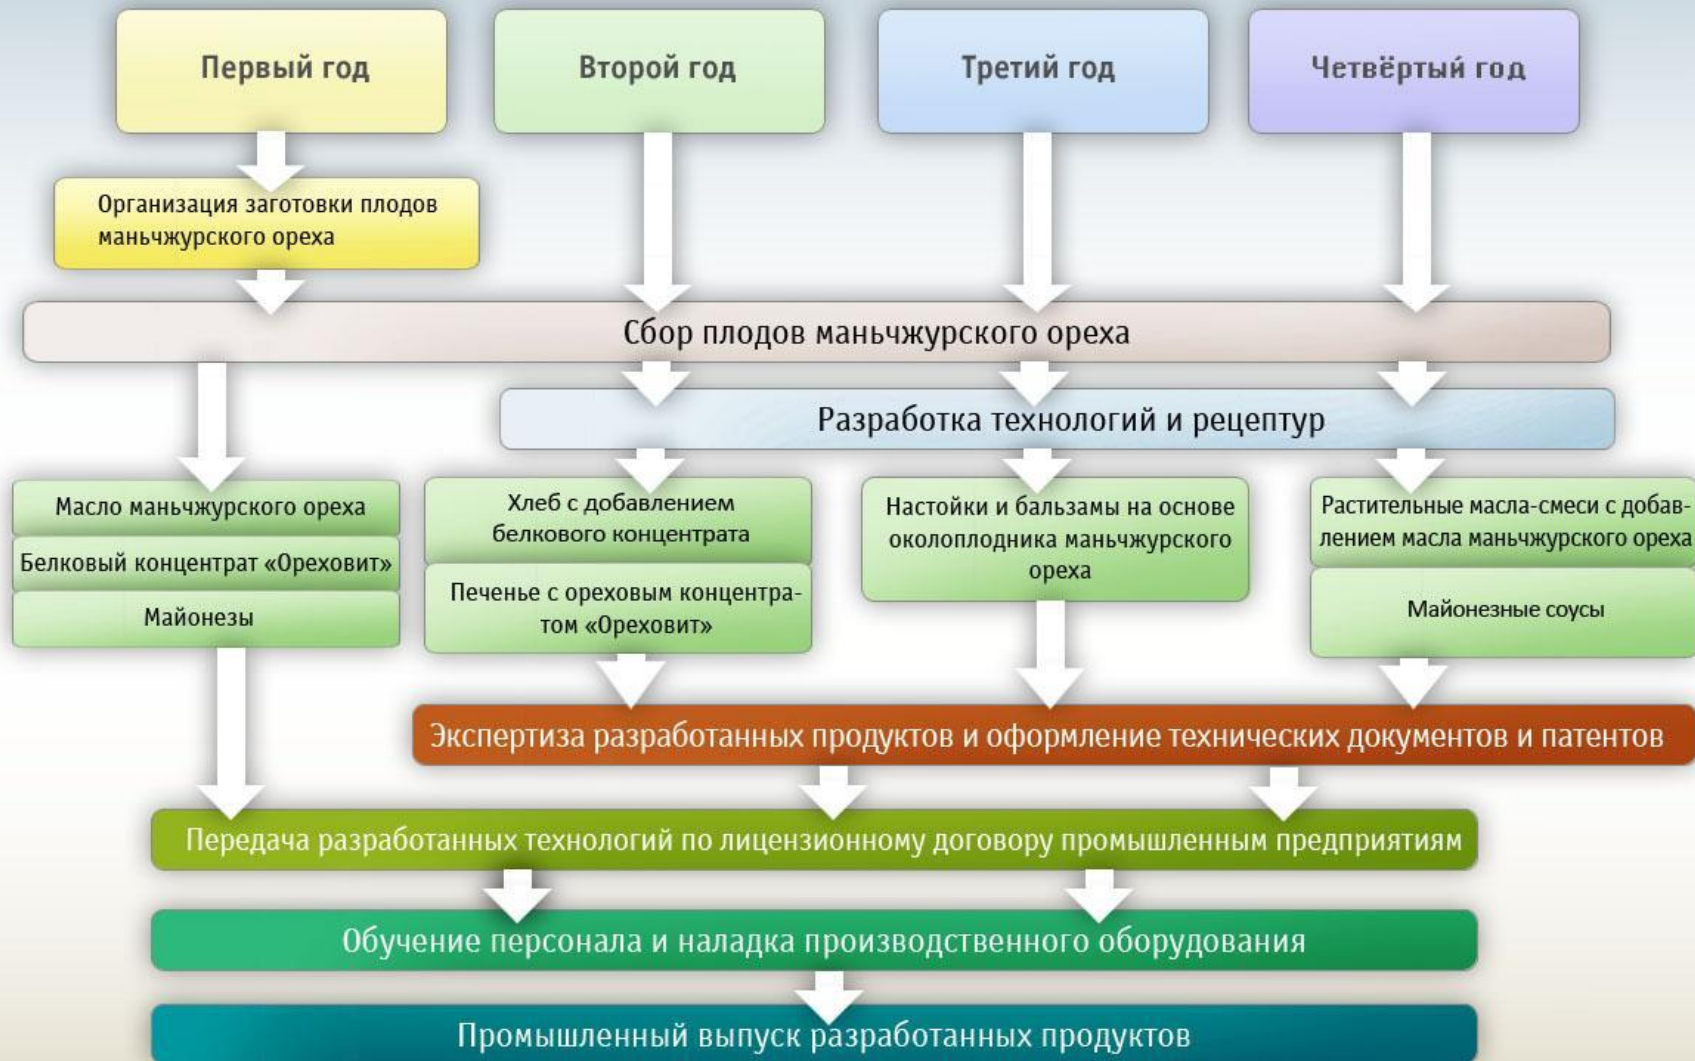 Первый год
Второй год
Третий год
Четвёртый год
Организация заготовки плодов
маньчжурского ореха
Сбор плодов маньчжурского ореха
Разработка технологий и рецептур
Масло маньчжурского ореха
Белковый концентрат «Ореховит»
Майонезы
Хлеб с добавлением
белкового концентрата
Печенье с ореховым концентра-
том «Ореховит»
Настойки и бальзамы на основе
околоплодника маньчжурского
ореха
Растительные масла-смеси с добав-
лением масла маньчжурского ореха
Майонезные соусы
Экспертиза разработанных продуктов и оформление технических документов и патентов
Передача разработанных технологий по лицензионному договору промышленным предприятиям
Обучение персонала и наладка производственного оборудования
Промышленный выпуск разработанных продуктов